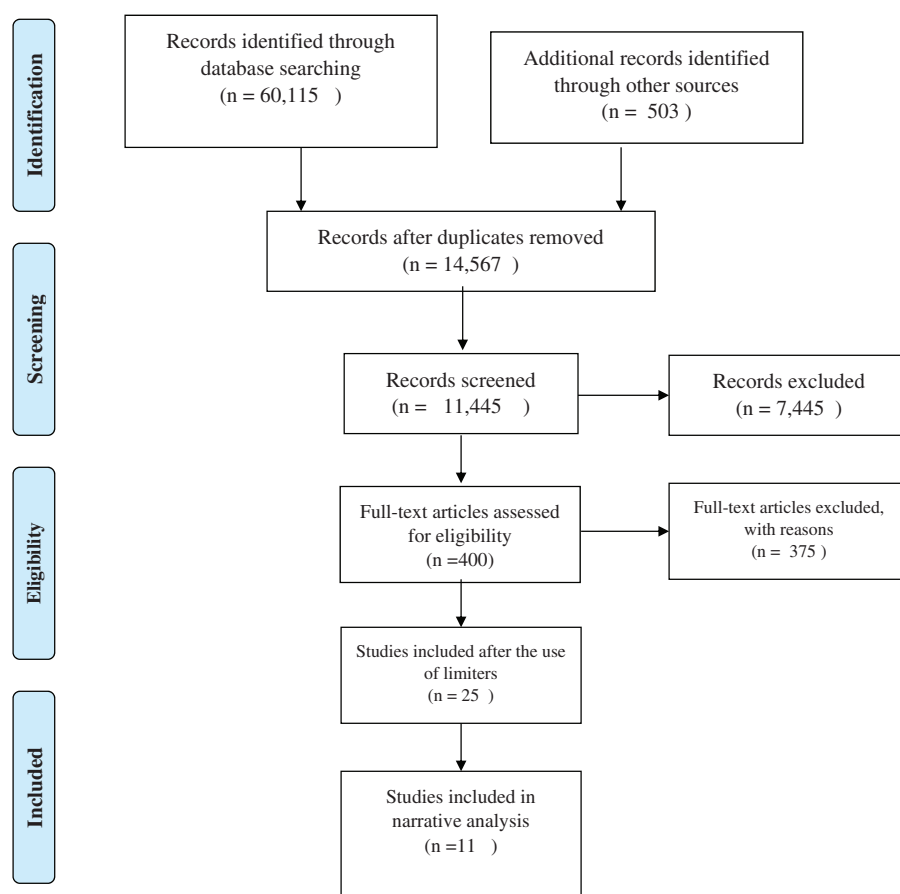 Identification
Records identified through
database searching
(n = 60,115 )
Additional records identified
through other sources
(n = 503 )
Records after duplicates removed
(n = 14,567 )
Screening
Records screened
(n = 11,445 )
Records excluded
(n = 7,445 )
Eligibility
Full-text articles assessed
for eligibility
(n =400)
Full-text articles excluded,
with reasons
(n = 375 )
Studies included after the use
of limiters
(n = 25 )
Included
Studies included in
narrative analysis
(n =11 )